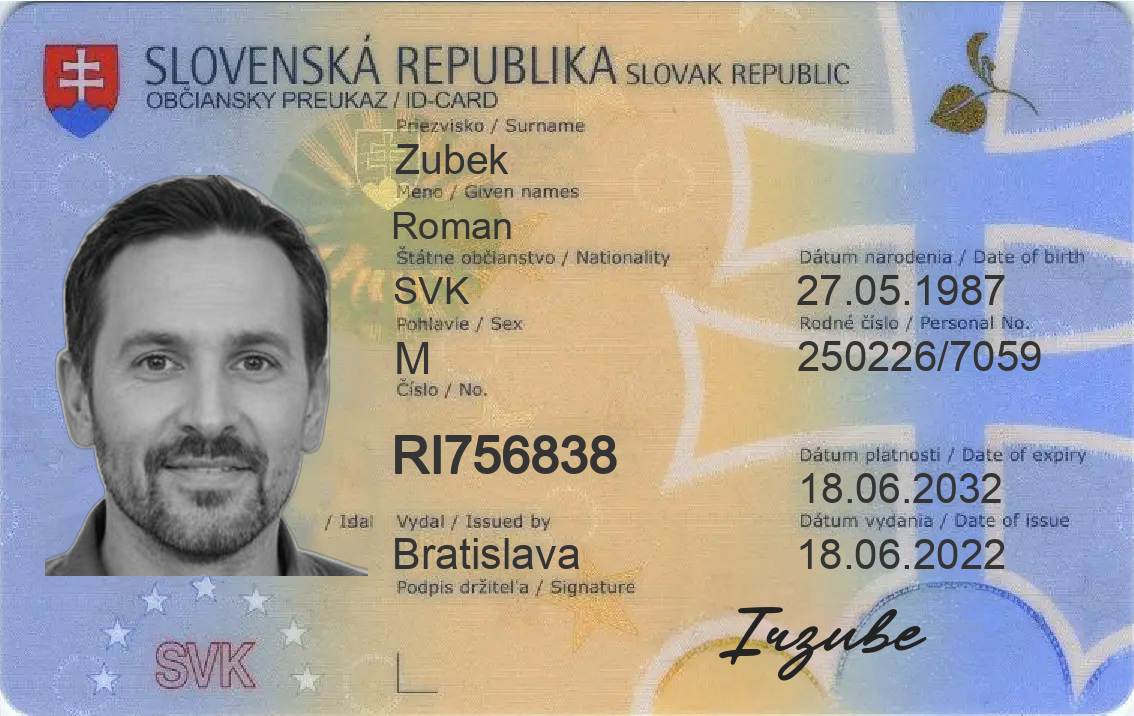 SLOVENSKÁ REPUBLIKA SLOVAK REPUBLIC
OBČIANSKY PREUKAZ / ID-CARD
Priezvisko / Surname
Zubek
Meno / Given names
Roman
Štátne občianstvo / Nationality
SVK
Dátum narodenia / Date of birth
27.05.1987
Pohlavie / Sex
M
Rodné číslo / Personal No.
250226/7059
Číslo / No.
RI756838
Dátum platnosti / Date of expiry
18.06.2032
Vydal / Issued by
Bratislava
Dátum vydania / Date of issue
18.06.2022
Podpis držiteľa / Signature
SVK